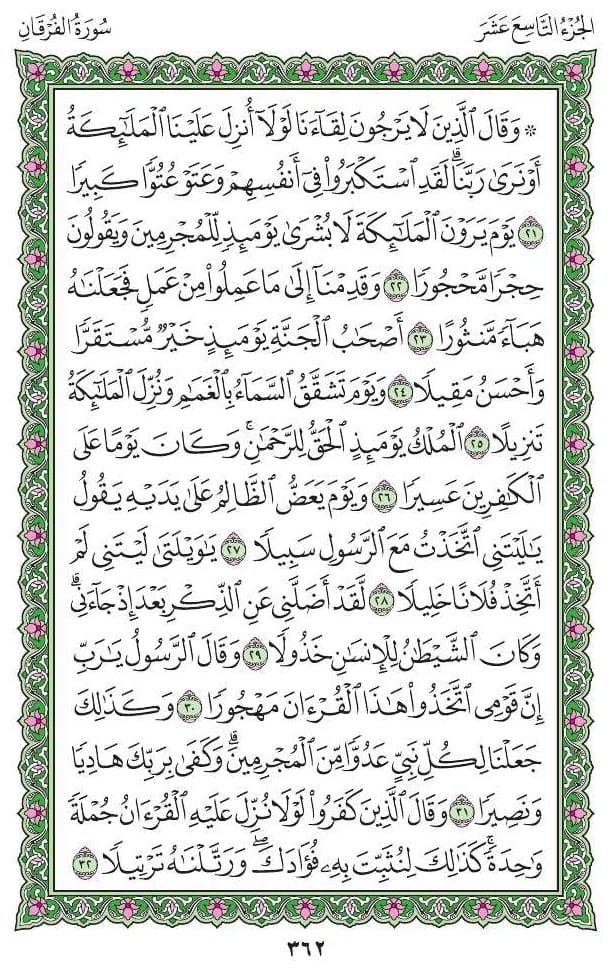 الجُزْءُ التَّاسِعَ عَشَرَ
سُورَةُ الفُرْقَانِ
۞ وَقَالَ ٱلَّذِينَ لَا يَرْجُونَ لِقَآءَنَا لَوْلَآ أُنزِلَ عَلَيْنَا ٱلْمَلَـٰٓئِكَةُ
أَوْ نَرَىٰ رَبَّنَاۗ لَقَدِ ٱسْتَكْبَرُوا۟ فِىٓ أَنفُسِهِمْ وَعَتَوْ عُتُوًّا كَبِيرًا
٢١ يَوْمَ يَرَوْنَ ٱلْمَلَـٰٓئِكَةَ لَا بُشْرَىٰ يَوْمَئِذٍ لِّلْمُجْرِمِينَ وَيَقُولُونَ
حِجْرًا مَّحْجُورًا ٢٢ وَقَدِمْنَآ إِلَىٰ مَا عَمِلُوا۟ مِنْ عَمَلٍ فَجَعَلْنَـٰهُ
هَبَآءً مَّنثُورًا ٢٣ أَصْحَـٰبُ ٱلْجَنَّةِ يَوْمَئِذٍ خَيْرٌ مُّسْتَقَرًّا
وَأَحْسَنُ مَقِيلًا ٢٤ وَيَوْمَ تَشَقَّقُ ٱلسَّمَآءُ بِٱلْغَمَـٰمِ وَنُزِّلَ ٱلْمَلَـٰٓئِكَةُ
تَنزِيلًا ٢٥ ٱلْمُلْكُ يَوْمَئِذٍ ٱلْحَقُّ لِلرَّحْمَـٰنِۚ وَكَانَ يَوْمًا عَلَى
ٱلْكَـٰفِرِينَ عَسِيرًا ٢٦ وَيَوْمَ يَعَضُّ ٱلظَّالِمُ عَلَىٰ يَدَيْهِ يَقُولُ
يَـٰلَيْتَنِى ٱتَّخَذْتُ مَعَ ٱلرَّسُولِ سَبِيلًا ٢٧ يَـٰوَيْلَتَىٰ لَيْتَنِى لَمْ
أَتَّخِذْ فُلَانًا خَلِيلًا ٢٨ لَّقَدْ أَضَلَّنِى عَنِ ٱلذِّكْرِ بَعْدَ إِذْ جَآءَنِىۗ
وَكَانَ ٱلشَّيْطَـٰنُ لِلْإِنسَـٰنِ خَذُولًا ٢٩ وَقَالَ ٱلرَّسُولُ يَـٰرَبِّ
إِنَّ قَوْمِى ٱتَّخَذُوا۟ هَـٰذَا ٱلْقُرْءَانَ مَهْجُورًا ٣٠ وَكَذَٰلِكَ
جَعَلْنَا لِكُلِّ نَبِىٍّ عَدُوًّا مِّنَ ٱلْمُجْرِمِينَۗ وَكَفَىٰ بِرَبِّكَ هَادِيًا
وَنَصِيرًا ٣١ وَقَالَ ٱلَّذِينَ كَفَرُوا۟ لَوْلَا نُزِّلَ عَلَيْهِ ٱلْقُرْءَانُ جُمْلَةً
وَٰحِدَةًۚ كَذَٰلِكَ لِنُثَبِّتَ بِهِۦ فُؤَادَكَۖ وَرَتَّلْنَـٰهُ تَرْتِيلًا ٣٢
٣٦٢